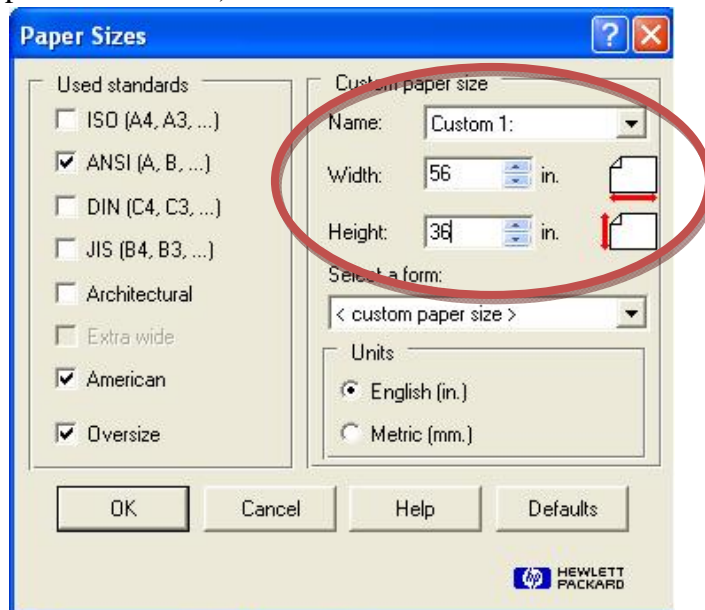 Paper Sizes
Used standards
ISO (A4, A3, ...)
ANSI (A, B, ...)
DIN (C4, C3, ...)
JIS (B4, B3, ...)
Architectural
Extra wide
American
Oversize
Custom paper size
Name: Custom 1:
Width: 56 in.
Height: 36 in.
Select a form:
< custom paper size >
Units
English (in.)
Metric (mm.)
OK Cancel Help Defaults
hp HEWLETT
PACKARD